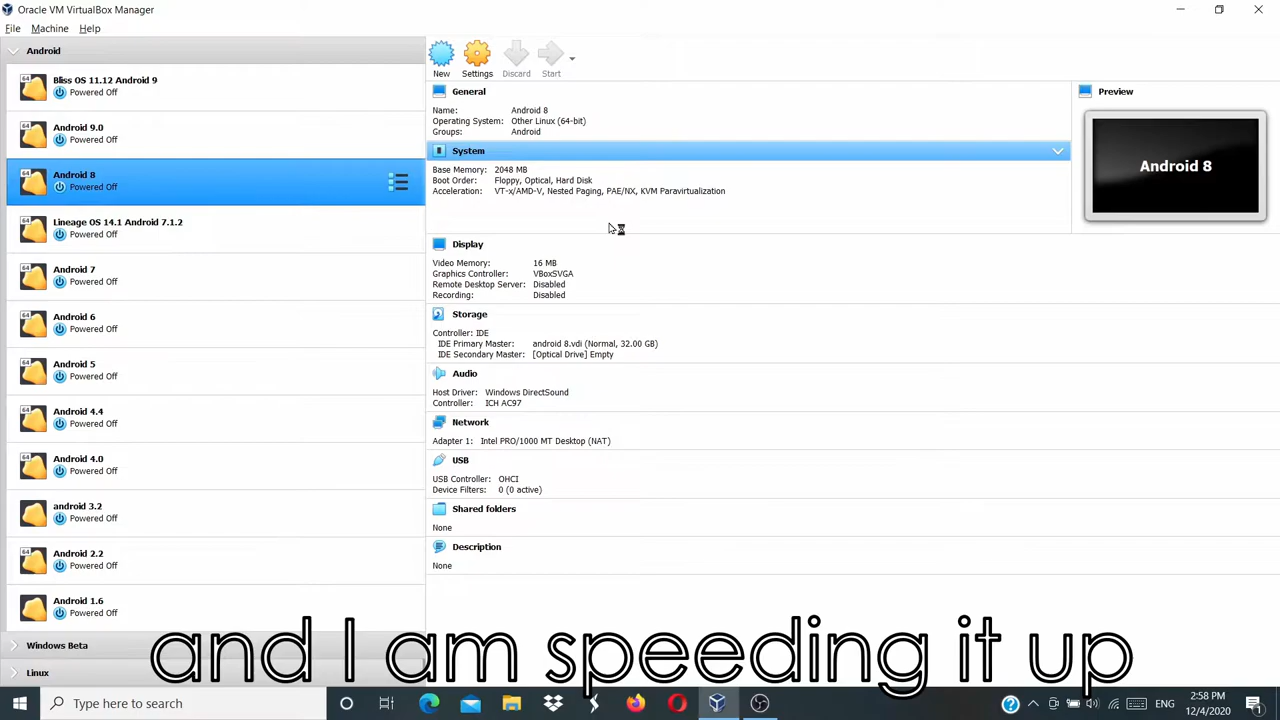 Oracle VM VirtualBox Manager
File Machine Help
Android
Bliss OS 11.12 Android 9
Powered Off
Android 9.0
Powered Off
Android 8
Powered Off
Lineage OS 14.1 Android 7.1.2
Powered Off
Android 7
Powered Off
Android 6
Powered Off
Android 5
Powered Off
Android 4.4
Powered Off
Android 4.0
Powered Off
android 3.2
Powered Off
Android 2.2
Powered Off
Android 1.6
Powered Off
Windows Beta
Linux
New Settings Discard Start
General
Name: Android 8
Operating System: Other Linux (64-bit)
Groups: Android
System
Base Memory: 2048 MB
Boot Order: Floppy, Optical, Hard Disk
Acceleration: VT-x/AMD-V, Nested Paging, PAE/NX, KVM Paravirtualization
Display
Video Memory: 16 MB
Graphics Controller: VBoxSVGA
Remote Desktop Server: Disabled
Recording: Disabled
Storage
Controller: IDE
IDE Primary Master: android 8.vdi (Normal, 32.00 GB)
IDE Secondary Master: [Optical Drive] Empty
Audio
Host Driver: Windows DirectSound
Controller: ICH AC97
Network
Adapter 1: Intel PRO/1000 MT Desktop (NAT)
USB
USB Controller: OHCI
Device Filters: 0 (0 active)
Shared folders
None
Description
None
Preview
Android 8
and I am speeding it up
Type here to search
ENG
2:58 PM
12/4/2020
1